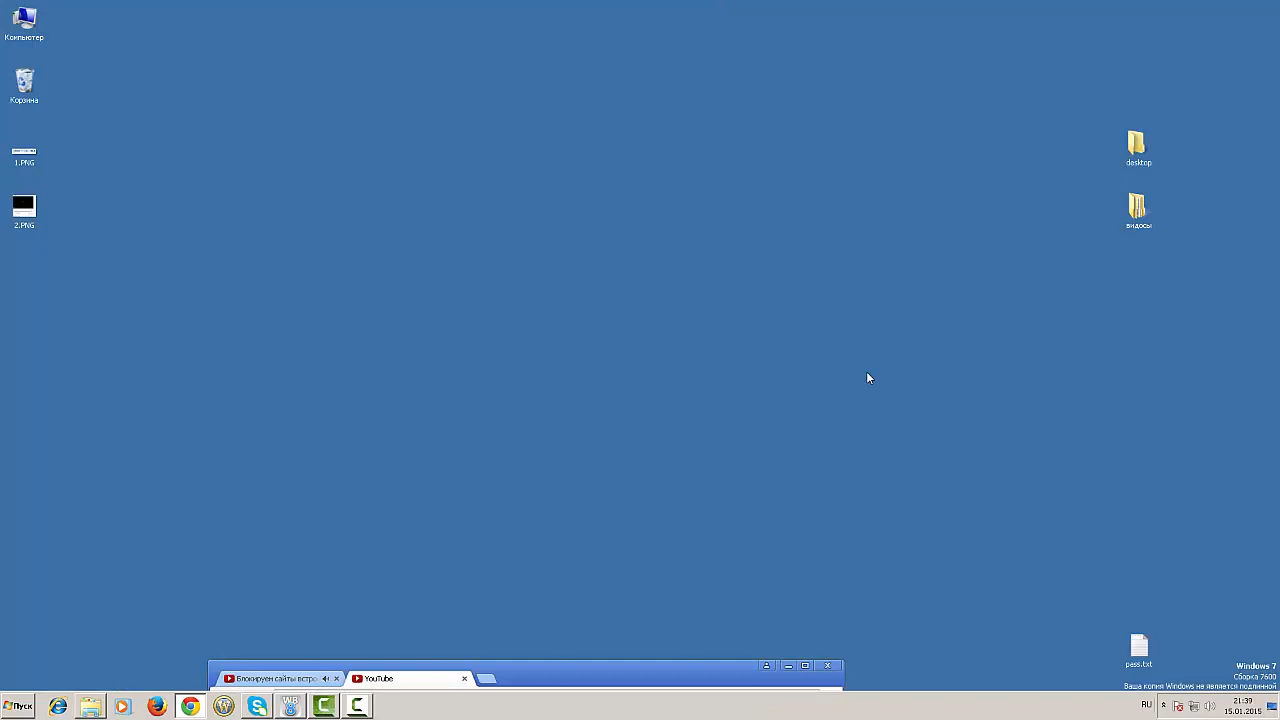 Компьютер
Корзина
1.PNG
2.PNG
desktop
видосы
pass.txt
Windows 7
Сборка 7600
Ваша копия Windows не является подлинной
Блокируем сайты встро
YouTube
Пуск
RU
21:39
15.01.2015